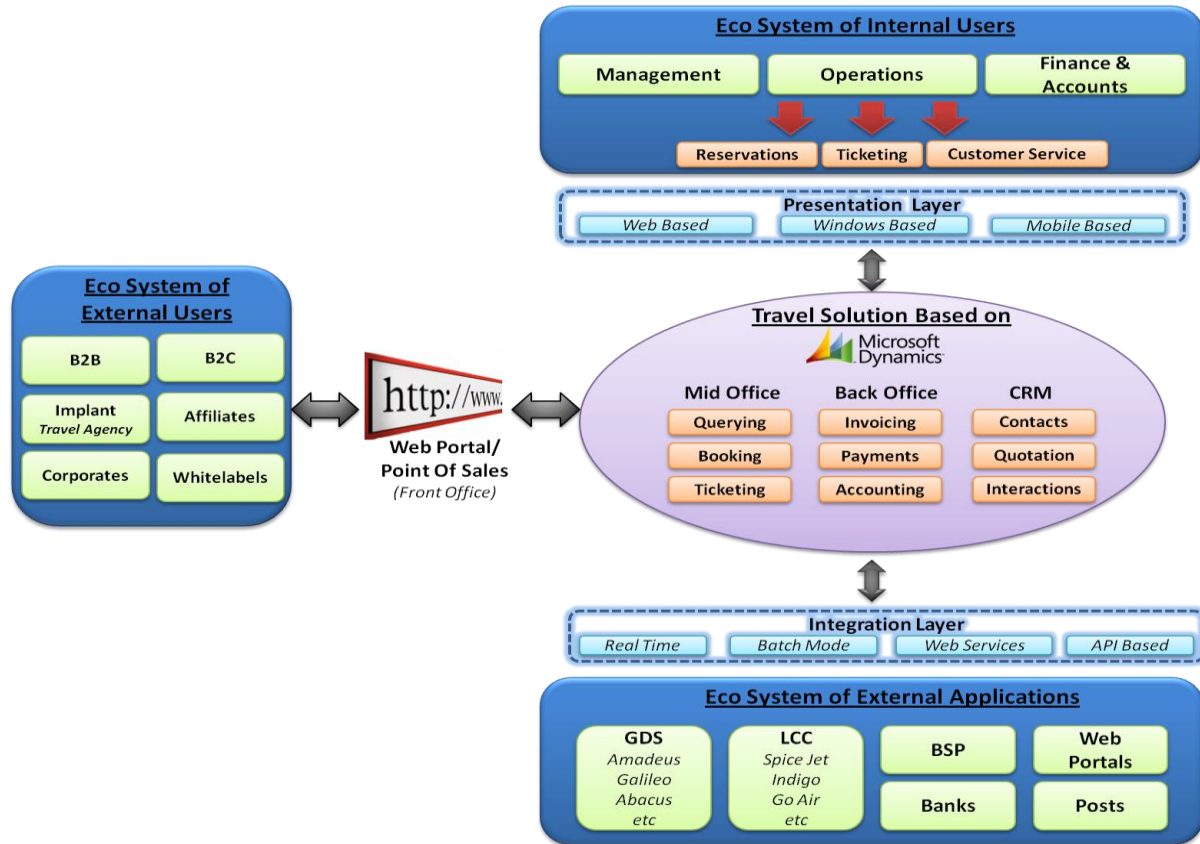 Eco System of Internal Users
Management
Operations
Finance &
Accounts
Reservations
Ticketing
Customer Service
Presentation Layer
Web Based
Windows Based
Mobile Based
Eco System of
External Users
B2B
B2C
Implant
Travel Agency
Affiliates
Corporates
Whitelabels
http://www.
Web Portal/
Point Of Sales
(Front Office)
Travel Solution Based on
Microsoft
Dynamics
Mid Office
Querying
Booking
Ticketing
Back Office
Invoicing
Payments
Accounting
CRM
Contacts
Quotation
Interactions
Integration Layer
Real Time
Batch Mode
Web Services
API Based
Eco System of External Applications
GDS
Amadeus
Galileo
Abacus
etc
LCC
Spice Jet
Indigo
Go Air
etc
BSP
Banks
Web
Portals
Posts